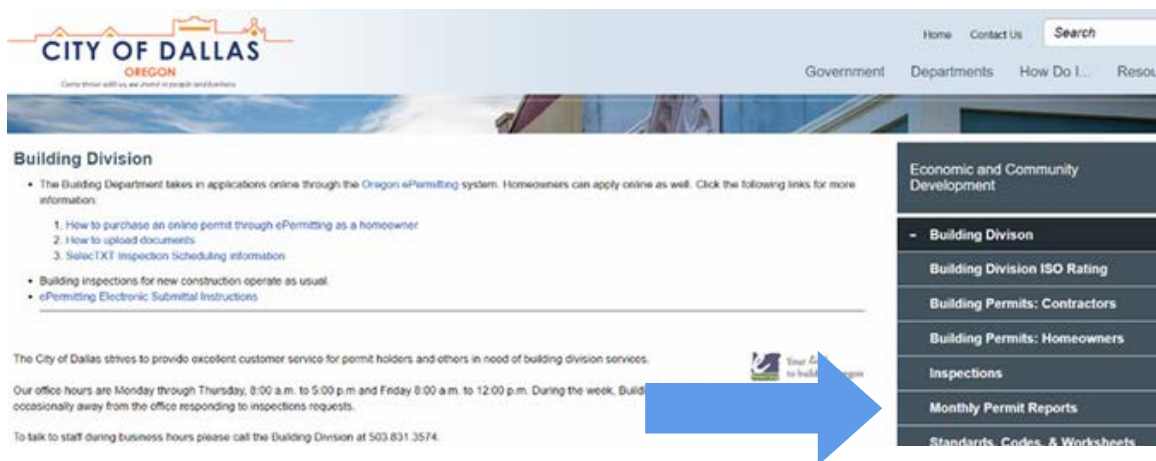 CITY OF DALLAS
OREGON
Home Contact Us Search
Government Departments How Do I... Resou
Building Division
• The Building Department takes in applications online through the Oregon ePermitting system. Homeowners can apply online as well. Click the following links for more
information:
1. How to purchase an online permit through ePermitting as a homeowner
2. How to upload documents
3. SelecTXT Inspection Scheduling information
• Building inspections for new construction operate as usual.
• ePermitting Electronic Submittal Instructions
The City of Dallas strives to provide excellent customer service for permit holders and others in need of building division services.
Your
to build
Our office hours are Monday through Thursday, 8:00 a.m. to 5:00 p.m and Friday 8:00 a.m. to 12:00 p.m. During the week, Buildi
occasionally away from the office responding to inspections requests.
To talk to staff during business hours please call the Building Division at 503.831.3574.
Economic and Community
Development
- Building Divison
Building Division ISO Rating
Building Permits: Contractors
Building Permits: Homeowners
Inspections
Monthly Permit Reports
Standards, Codes, & Worksheets